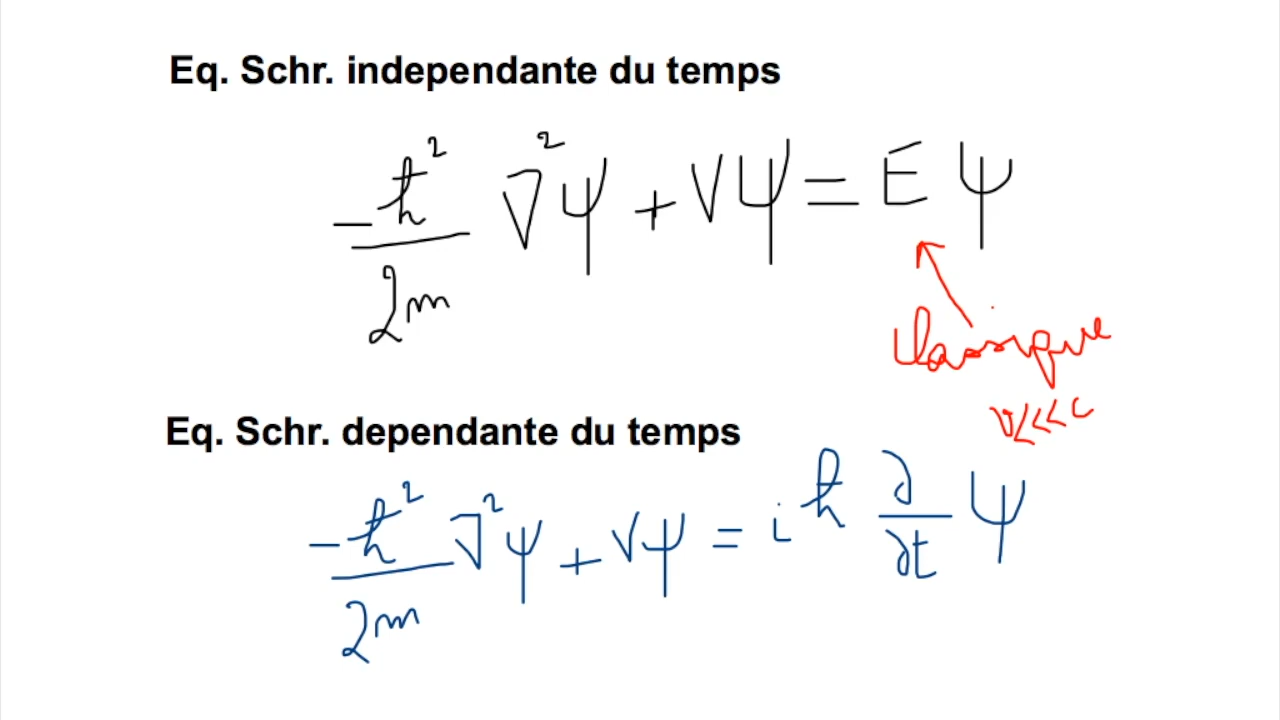 Eq. Schr. independante du temps
-ħ²/2m ∇²ψ + Vψ = Eψ
classique
v<<<c
Eq. Schr. dependante du temps
-ħ²/2m ∇²ψ + Vψ = iħ ∂/∂t ψ